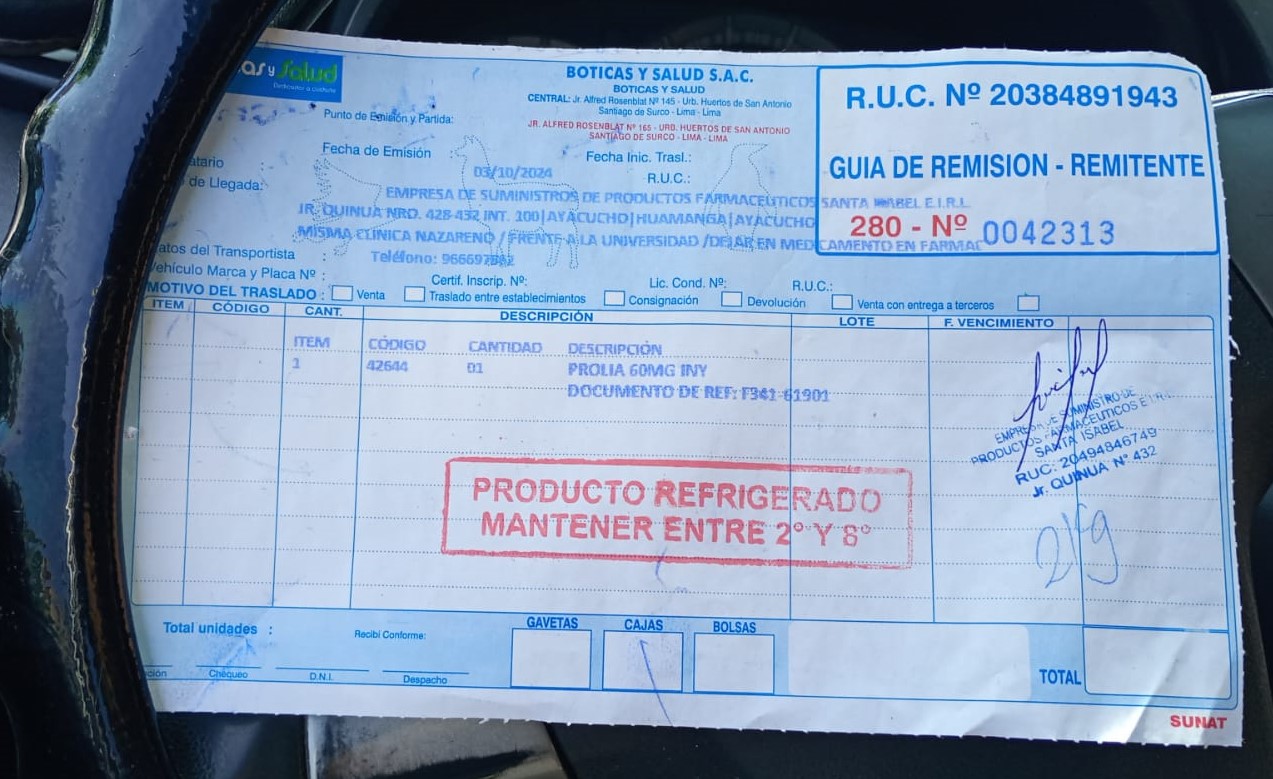 as y Salud
BOTICAS Y SALUD S.A.C.
BOTICAS Y SALUD
CENTRAL: Jr. Alfred Rosenblat Nº 145 - Urb. Huertos de San Antonio
Santiago de Surco - Lima - Lima
JR. ALFRED ROSENBLAT Nº 165 - URB. HUERTOS DE SAN ANTONIO
SANTIAGO DE SURCO - LIMA - LIMA
R.U.C. Nº 20384891943
GUIA DE REMISION - REMITENTE
280 - Nº 0042313
Punto de Emisión y Partida:
Fecha de Emisión
03/10/2024
Fecha Inic. Trasl.:
atario
R.U.C.:
de Llegada:
EMPRESA DE SUMINISTROS DE PRODUCTOS FARMACEUTICOS SANTA ISABEL E.I.R.L
JR. QUINUA NRO. 428-432 INT. 100|AYACUCHO|HUAMANGA|AYACUCHO
MISMA CLINICA NAZARENO / FRENTE A LA UNIVERSIDAD /DEJAR EN MEDICAMENTO EN FARMAC
atos del Transportista :
Teléfono:
Vehículo Marca y Placa Nº :
Certif. Inscrip. Nº:
Lic. Cond. Nº:
R.U.C.:
MOTIVO DEL TRASLADO : Venta Traslado entre establecimientos Consignación Devolución Venta con entrega a terceros
ITEM CÓDIGO CANT. DESCRIPCIÓN LOTE F. VENCIMIENTO
ITEM CÓDIGO CANTIDAD DESCRIPCIÓN
1 42644 01 PROLIA 60MG INY
DOCUMENTO DE REF: F341-61901
EMPRESA DE SUMINISTRO DE
PRODUCTOS FARMACEUTICOS E.I.R.L.
SANTA ISABEL
RUC: 20494846749
Jr. QUINUA N° 432
PRODUCTO REFRIGERADO
MANTENER ENTRE 2° Y 8°
Total unidades :
Recibí Conforme:
GAVETAS CAJAS BOLSAS
ción Chequeo D.N.I. Despacho
TOTAL
SUNAT